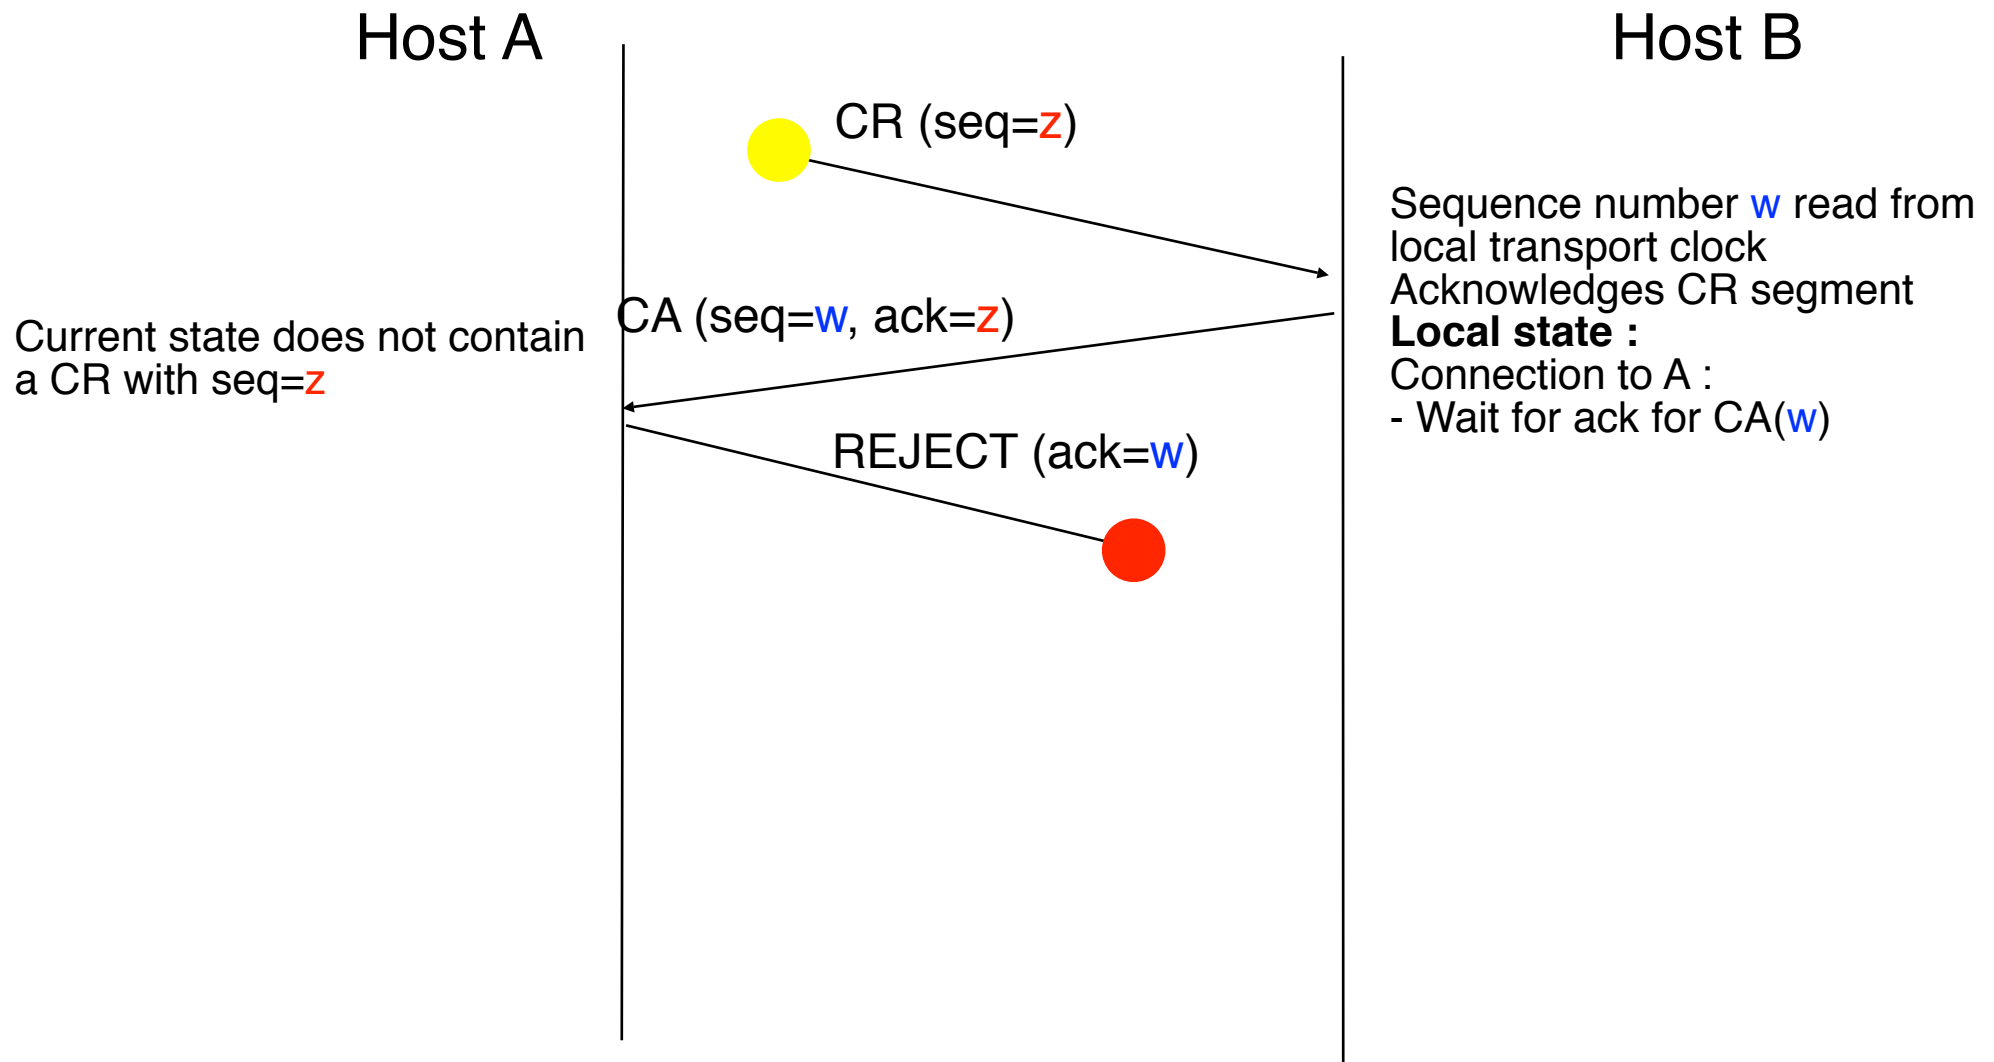 Host A
Host B
CR (seq=z)
Sequence number w read from
local transport clock
Acknowledges CR segment
Local state :
Connection to A :
- Wait for ack for CA(w)
CA (seq=w, ack=z)
Current state does not contain
a CR with seq=z
REJECT (ack=w)